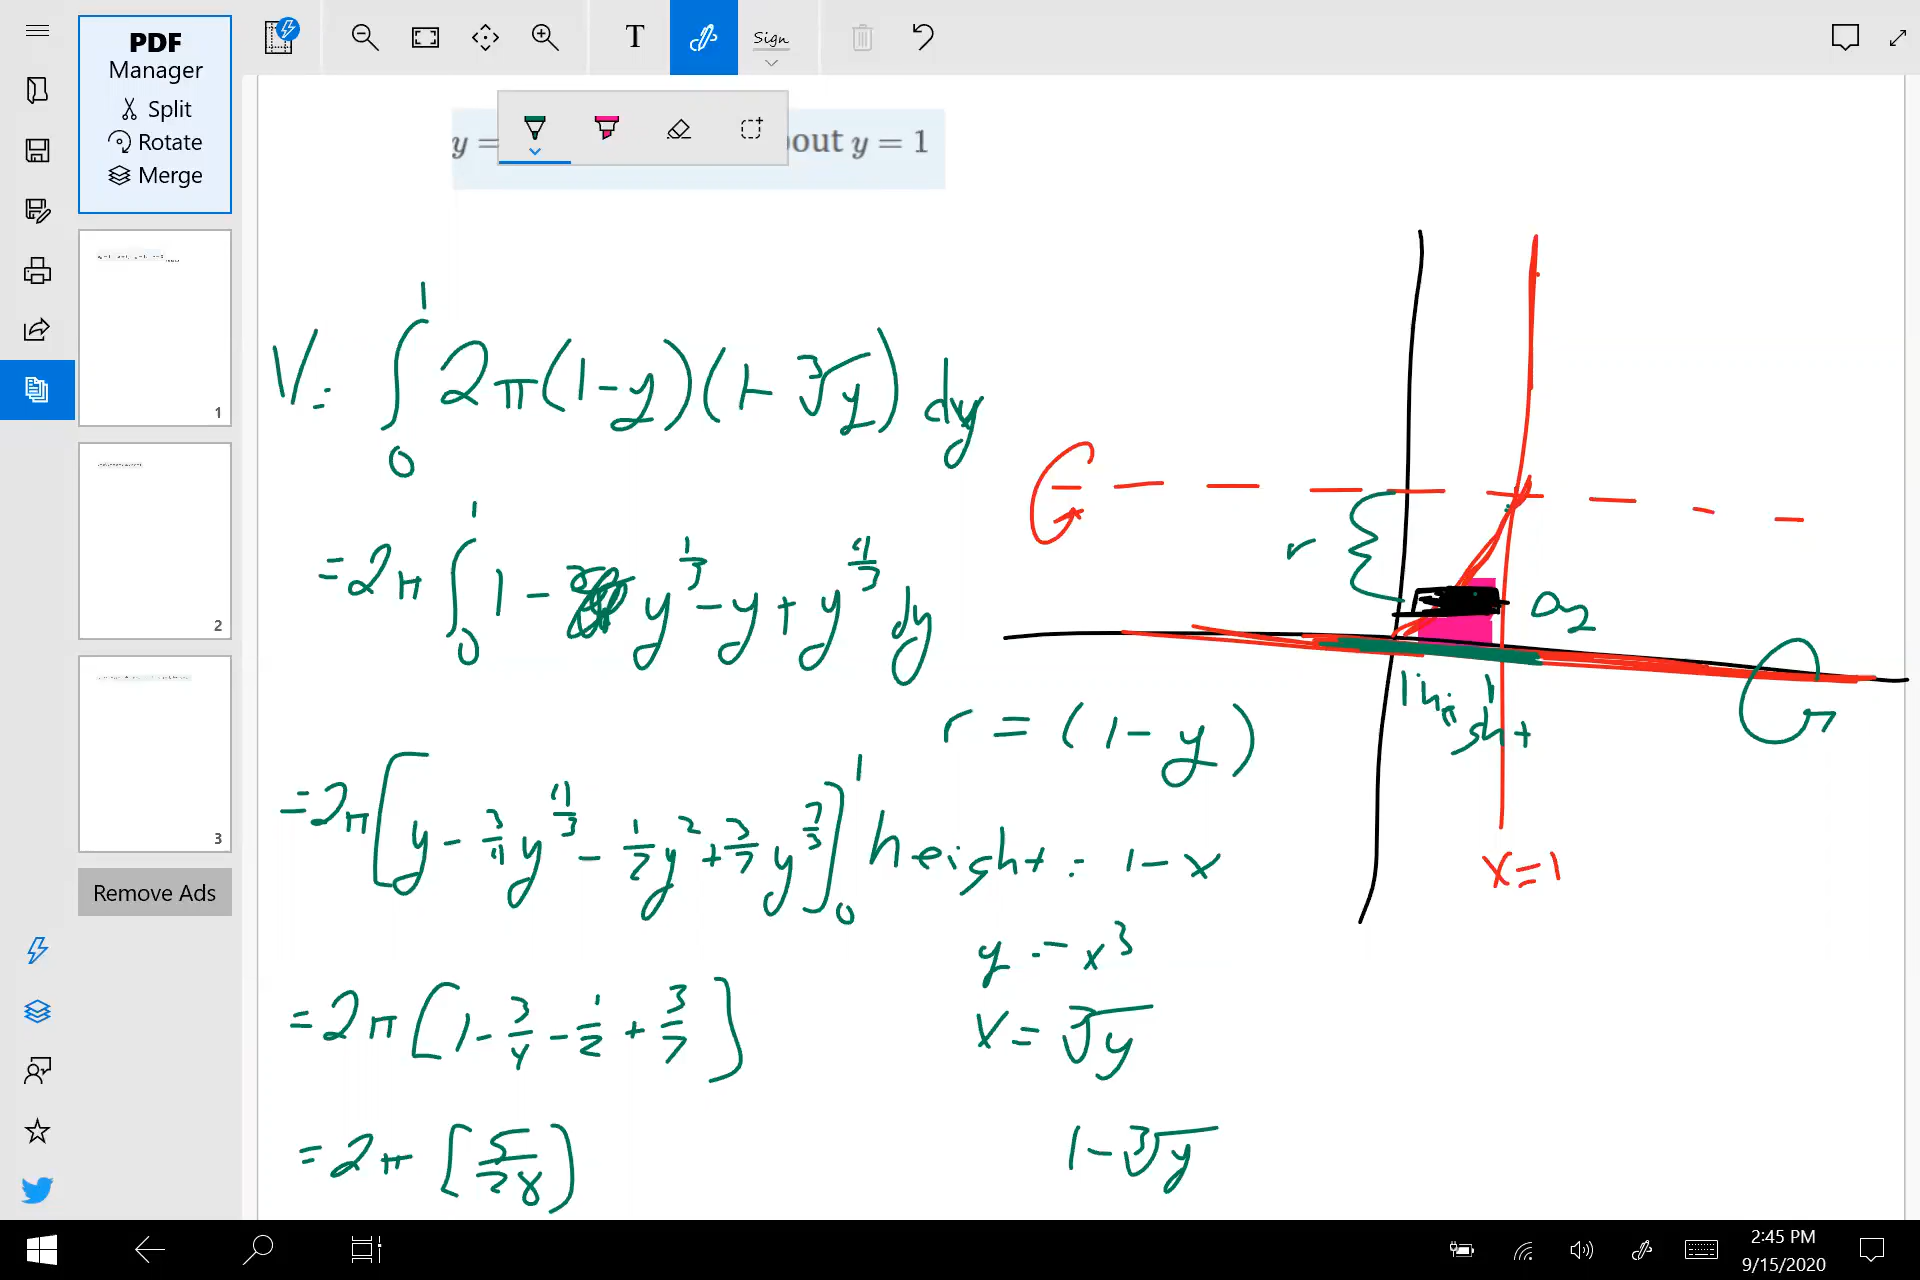 PDF
Manager
Split
Rotate
Merge
T
Sign
y = out y = 1
1
2
3
Remove Ads
V = ∫₀¹ 2π(1-y)(1-∛y) dy
= 2π ∫₀¹ 1 - y^(1/3) - y + y^(4/3) dy
r
Δy
height
r = (1-y)
= 2π [y - 3/4 y^(4/3) - 1/2 y² + 3/7 y^(7/3)]₀¹
height = 1-x
x=1
y = x³
= 2π [1 - 3/4 - 1/2 + 3/7]
x = ∛y
= 2π [5/28]
1-∛y
2:45 PM
9/15/2020